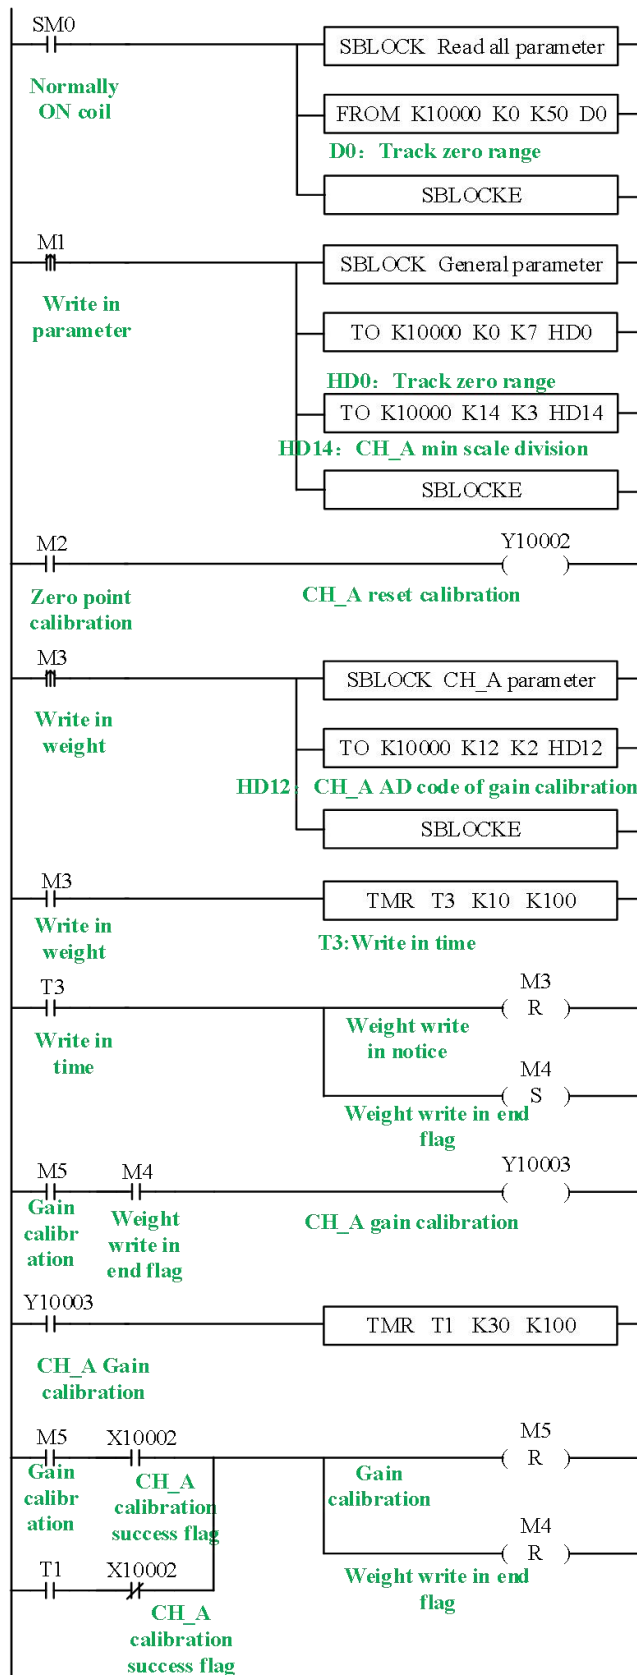 SM0
SBLOCK Read all parameter
Normally
ON coil
FROM K10000 K0 K50 D0
D0： Track zero range
SBLOCKE
M1
SBLOCK General parameter
Write in
parameter
TO K10000 K0 K7 HD0
HD0： Track zero range
TO K10000 K14 K3 HD14
HD14： CH_A min scale division
SBLOCKE
M2
Y10002
Zero point
calibration
CH_A reset calibration
M3
SBLOCK CH_A parameter
Write in
weight
TO K10000 K12 K2 HD12
HD12： CH_A AD code of gain calibration
SBLOCKE
M3
TMR T3 K10 K100
Write in
weight
T3:Write in time
T3
M3
R
Write in
time
Weight write
in notice
M4
S
Weight write in end
flag
M5
M4
Y10003
Gain
calibr
ation
Weight
write in
end flag
CH_A gain calibration
Y10003
TMR T1 K30 K100
CH_A Gain
calibration
M5
X10002
M5
R
Gain
calibr
ation
CH_A
calibration
success flag
Gain
calibration
M4
R
T1
X10002
Weight write in end
flag
CH_A
calibration
success flag